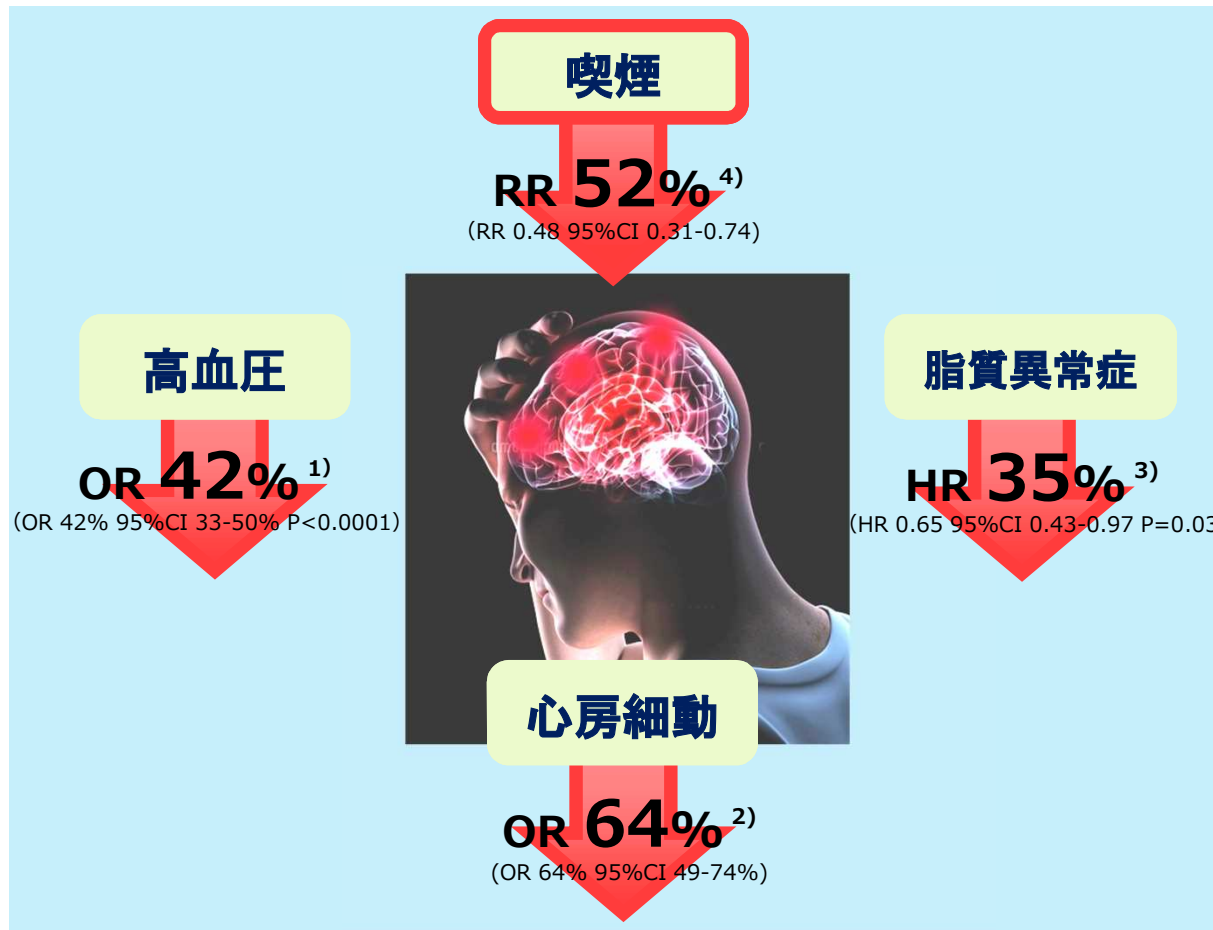 喫煙
RR 52% 4)
(RR 0.48 95%CI 0.31-0.74)
高血圧
OR 42% 1)
(OR 42% 95%CI 33-50% P<0.0001)
脂質異常症
HR 35% 3)
(HR 0.65 95%CI 0.43-0.97 P=0.03
心房細動
OR 64% 2)
(OR 64% 95%CI 49-74%)